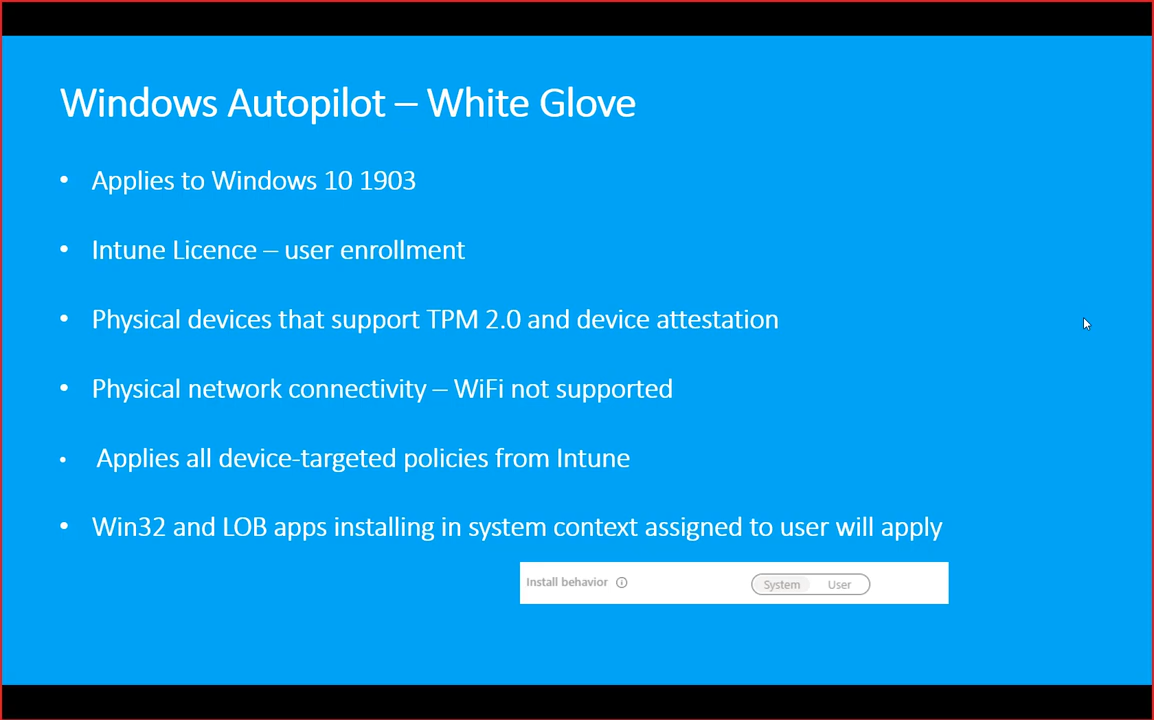 Windows Autopilot – White Glove
• Applies to Windows 10 1903
• Intune Licence – user enrollment
• Physical devices that support TPM 2.0 and device attestation
• Physical network connectivity – WiFi not supported
• Applies all device-targeted policies from Intune
• Win32 and LOB apps installing in system context assigned to user will apply
Install behavior System User